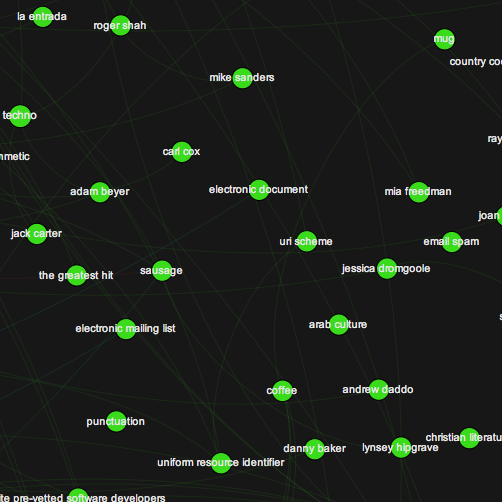 la entrada
roger shah
mug
country co
mike sanders
techno
ray
carl cox
nmetic
adam beyer
electronic document
mia freedman
joan
jack carter
uri scheme
email spam
the greatest hit
sausage
jessica dromgoole
s
electronic mailing list
arab culture
coffee
andrew daddo
punctuation
christian literatu
danny baker
lynsey hipgrave
uniform resource identifier
te pre-vetted software developers